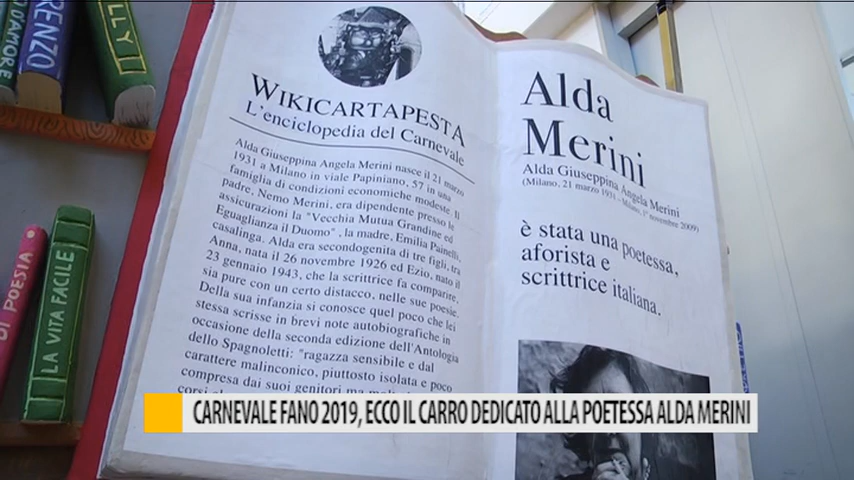 D'AMORE
RENZO
LLY
DI POESIA
LA VITA FACILE
WIKICARTAPESTA
L'enciclopedia del Carnevale
Alda Giuseppina Angela Merini nasce il 21 marzo
1931 a Milano in viale Papiniano, 57 in una
famiglia di condizioni economiche modeste. Il
padre, Nemo Merini, era dipendente presso le
assicurazioni la "Vecchia Mutua Grandine ed
Eguaglianza il Duomo", la madre, Emilia Painelli,
casalinga. Alda era secondogenita di tre figli, tra
Anna, nata il 26 novembre 1926 ed Ezio, nato il
23 gennaio 1943, che la scrittrice fa comparire,
sia pure con un certo distacco, nelle sue poesie.
Della sua infanzia si conosce quel poco che lei
stessa scrisse in brevi note autobiografiche in
occasione della seconda edizione dell'Antologia
dello Spagnoletti: "ragazza sensibile e dal
carattere malinconico, piuttosto isolata e poco
compresa dai suoi genitori ma
Alda
Merini
Alda Giuseppina Angela Merini
(Milano, 21 marzo 1931 - Milano, 1° novembre 2009)
è stata una poetessa,
aforista e
scrittrice italiana.
CARNEVALE FANO 2019, ECCO IL CARRO DEDICATO ALLA POETESSA ALDA MERINI